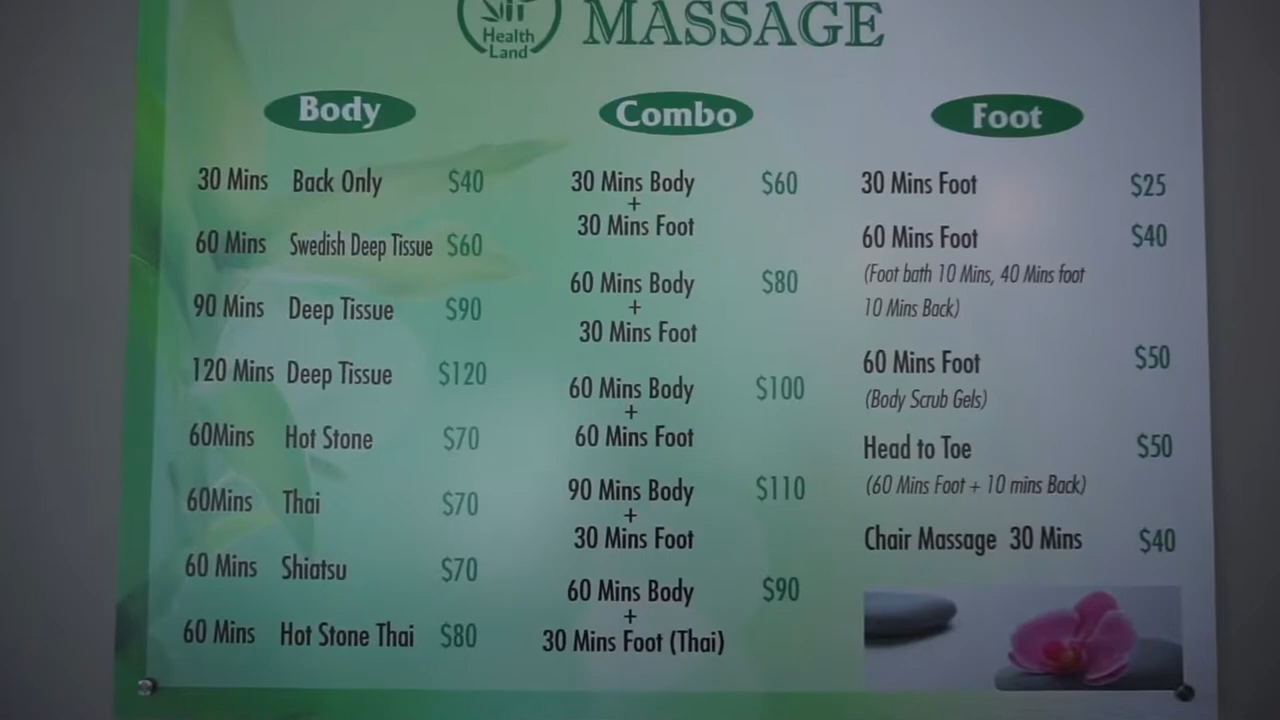 Health
Land
MASSAGE
Body
30 Mins Back Only $40
60 Mins Swedish Deep Tissue $60
90 Mins Deep Tissue $90
120 Mins Deep Tissue $120
60Mins Hot Stone $70
60Mins Thai $70
60 Mins Shiatsu $70
60 Mins Hot Stone Thai $80
Combo
30 Mins Body $60
+
30 Mins Foot
60 Mins Body $80
+
30 Mins Foot
60 Mins Body $100
+
60 Mins Foot
90 Mins Body $110
+
30 Mins Foot
60 Mins Body $90
+
30 Mins Foot (Thai)
Foot
30 Mins Foot $25
60 Mins Foot $40
(Foot bath 10 Mins, 40 Mins foot
10 Mins Back)
60 Mins Foot $50
(Body Scrub Gels)
Head to Toe $50
(60 Mins Foot + 10 mins Back)
Chair Massage 30 Mins $40